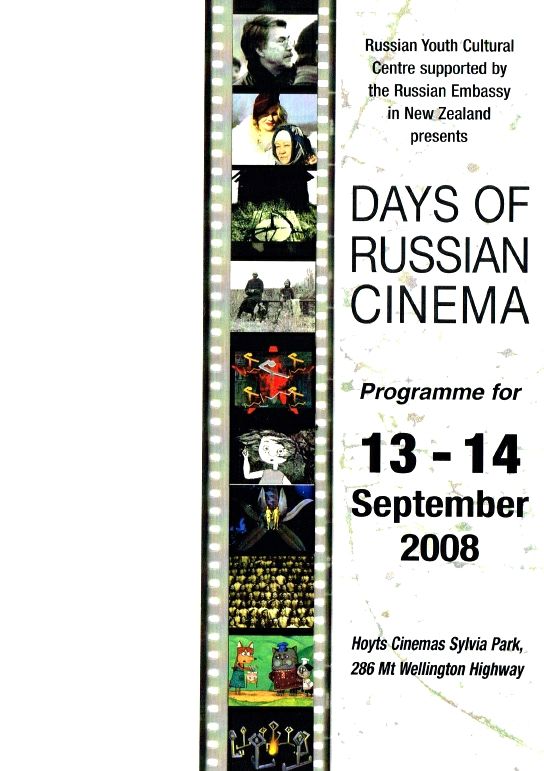 Russian Youth Cultural
Centre supported by
the Russian Embassy
in New Zealand
presents
DAYS OF
RUSSIAN
CINEMA
Programme for
13 - 14
September
2008
Hoyts Cinemas Sylvia Park,
286 Mt Wellington Highway